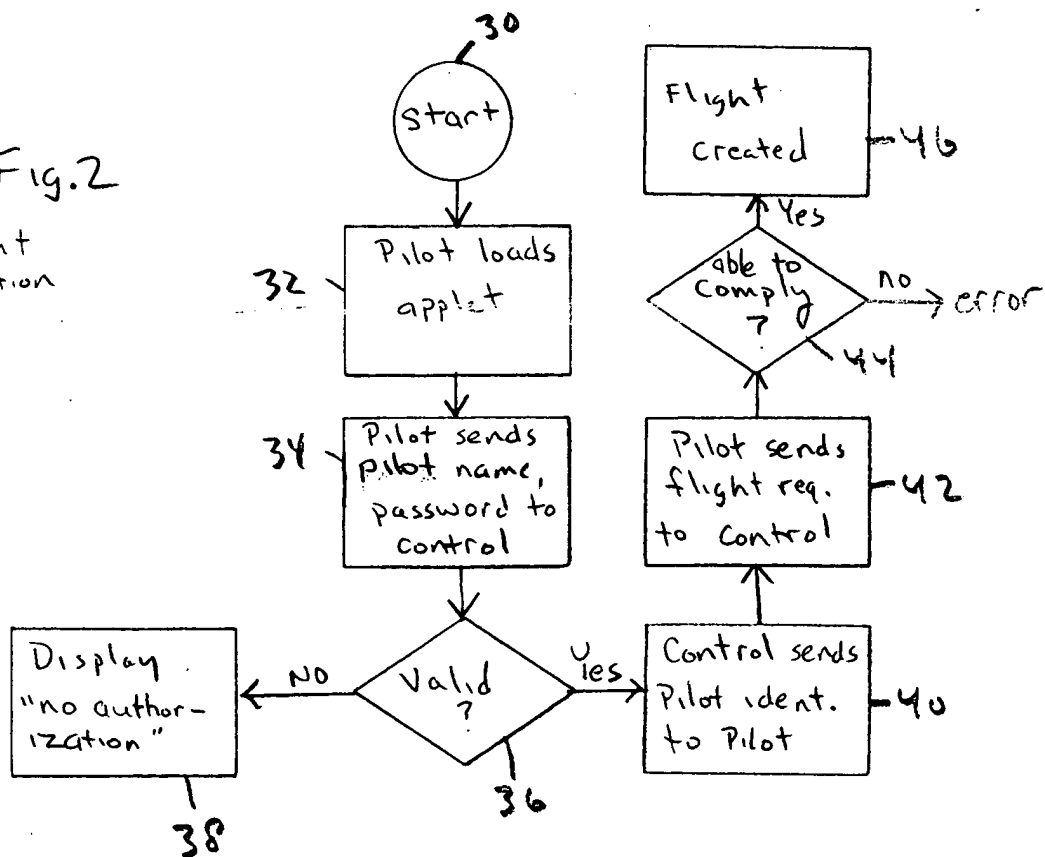 Fig.2
30
Start
32
Pilot loads
applet
34
Pilot sends
pilot name,
password to
control
Valid
?
36
NO
Display
"no author-
ization"
38
Yes
Control sends
Pilot ident.
to Pilot
40
Pilot sends
flight req.
to Control
42
able to
comply
?
44
no
error
Yes
Flight
created
46